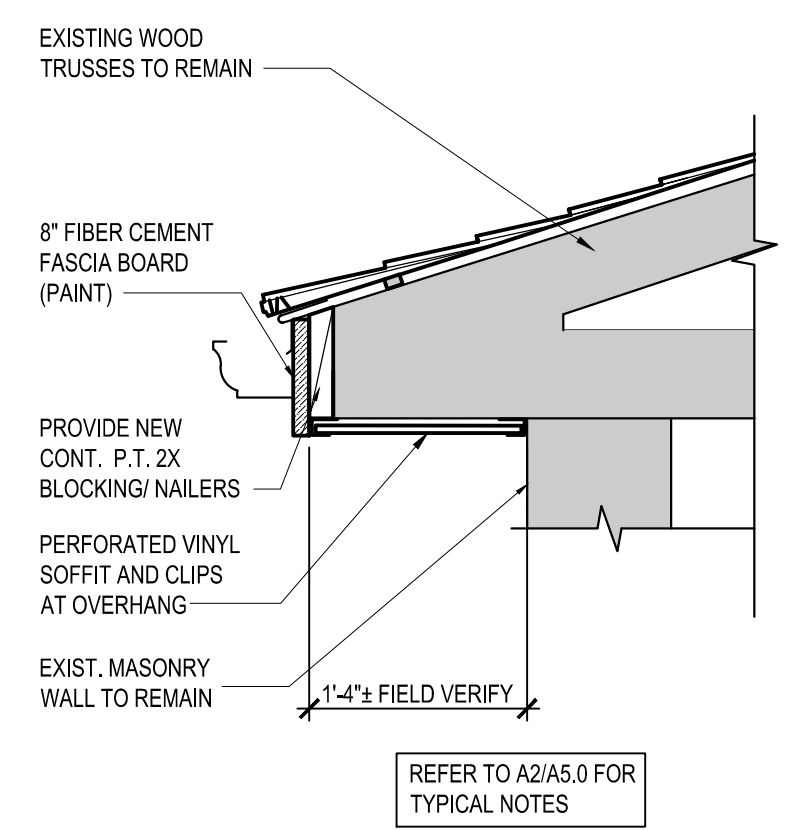 EXISTING WOOD
TRUSSES TO REMAIN
8" FIBER CEMENT
FASCIA BOARD
(PAINT)
PROVIDE NEW
CONT. P.T. 2X
BLOCKING/ NAILERS
PERFORATED VINYL
SOFFIT AND CLIPS
AT OVERHANG
EXIST. MASONRY
WALL TO REMAIN
1'-4"± FIELD VERIFY
REFER TO A2/A5.0 FOR
TYPICAL NOTES